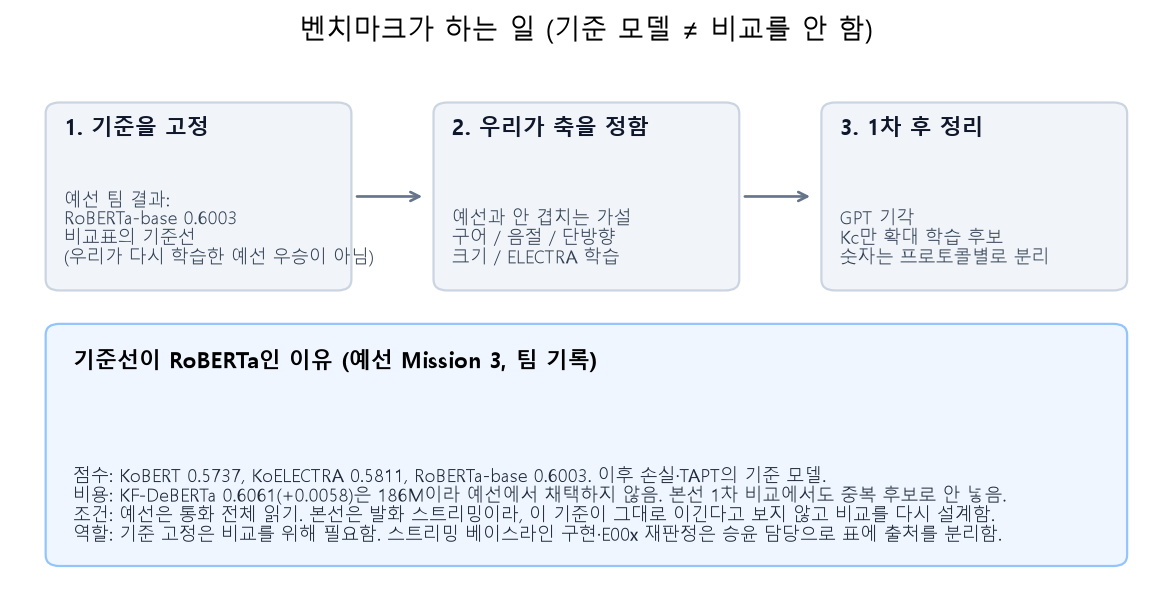 벤치마크가 하는 일 (기준 모델 ≠ 비교를 안 함)
1. 기준을 고정
예선 팀 결과:
RoBERTa-base 0.6003
비교표의 기준선
(우리가 다시 학습한 예선 우승이 아님)
2. 우리가 축을 정함
예선과 안 겹치는 가설
구어 / 음절 / 단방향
크기 / ELECTRA 학습
3. 1차 후 정리
GPT 기각
Kc만 확대 학습 후보
숫자는 프로토콜별로 분리
기준선이 RoBERTa인 이유 (예선 Mission 3, 팀 기록)
점수: KoBERT 0.5737, KoELECTRA 0.5811, RoBERTa-base 0.6003. 이후 손실·TAPT의 기준 모델.
비용: KF-DeBERTa 0.6061(+0.0058)은 186M이라 예선에서 채택하지 않음. 본선 1차 비교에서도 중복 후보로 안 넣음.
조건: 예선은 통화 전체 읽기. 본선은 발화 스트리밍이라, 이 기준이 그대로 이긴다고 보지 않고 비교를 다시 설계함.
역할: 기준 고정은 비교를 위해 필요함. 스트리밍 베이스라인 구현·E00x 재판정은 승윤 담당으로 표에 출처를 분리함.